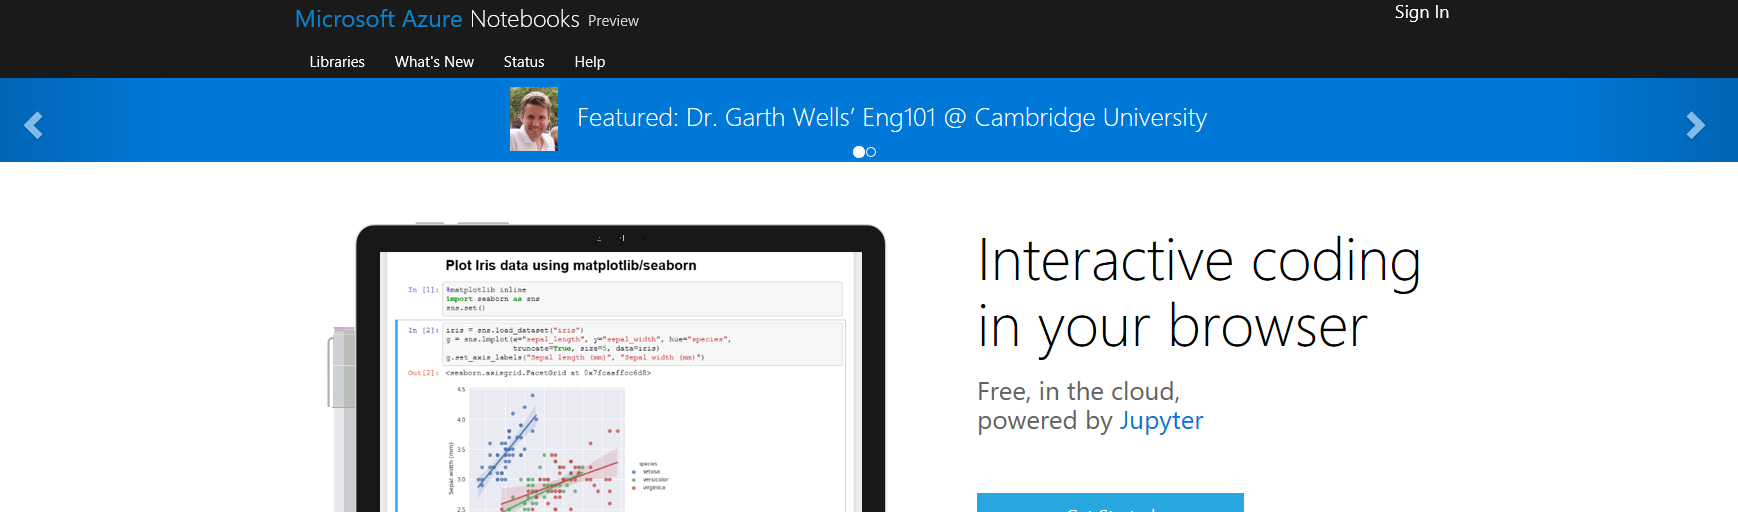 Microsoft Azure Notebooks Preview
Sign In
Libraries What's New Status Help
Featured: Dr. Garth Wells’ Eng101 @ Cambridge University
Plot Iris data using matplotlib/seaborn
In [1]: %matplotlib inline
import seaborn as sns
sns.set()
In [2]: iris = sns.load_dataset("iris")
g = sns.lmplot(x="sepal_length", y="sepal_width", hue="species",
truncate=True, size=5, data=iris)
g.set_axis_labels("Sepal length (mm)", "Sepal width (mm)")
Out[2]: <seaborn.axisgrid.FacetGrid at 0x7fcaaffcc6d8>
4.5
4.0
3.5
3.0
2.5
Sepal width (mm)
species
setosa
versicolor
virginica
Interactive coding
in your browser
Free, in the cloud,
powered by Jupyter